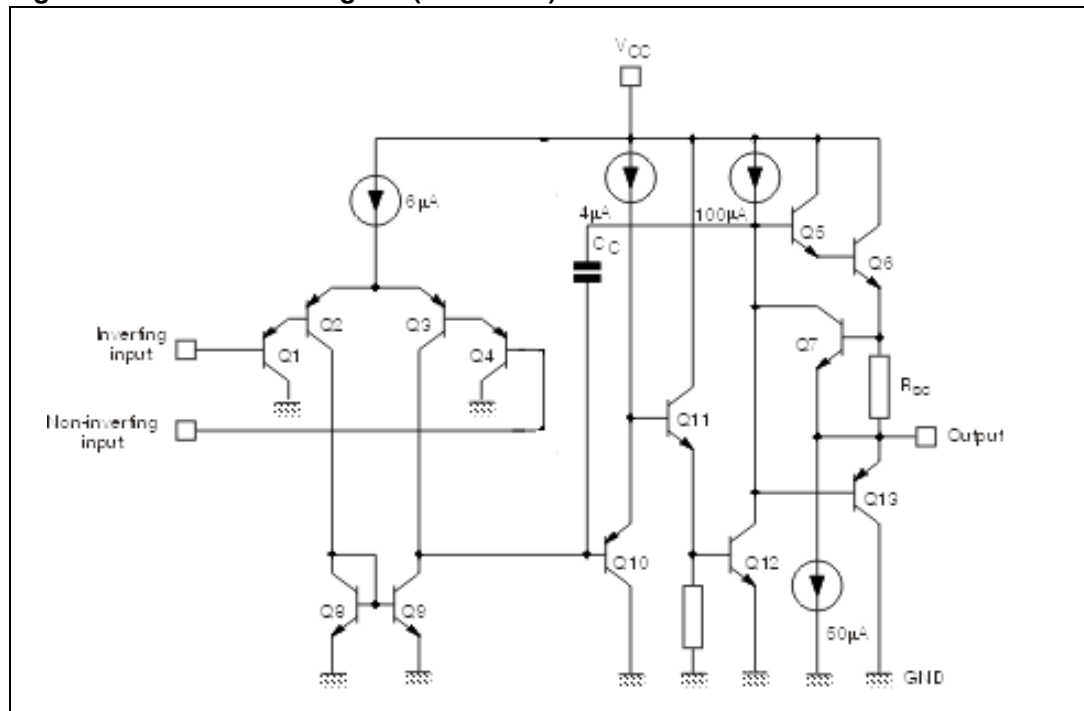 V CC
6µA
4µA
100µA
C C
Q5
Q6
Q2
Q3
Inverting
input
Q1
Q4
Q7
R SC
Non-inverting
input
Q11
Output
Q13
Q10
Q12
Q8
Q9
50µA
GND